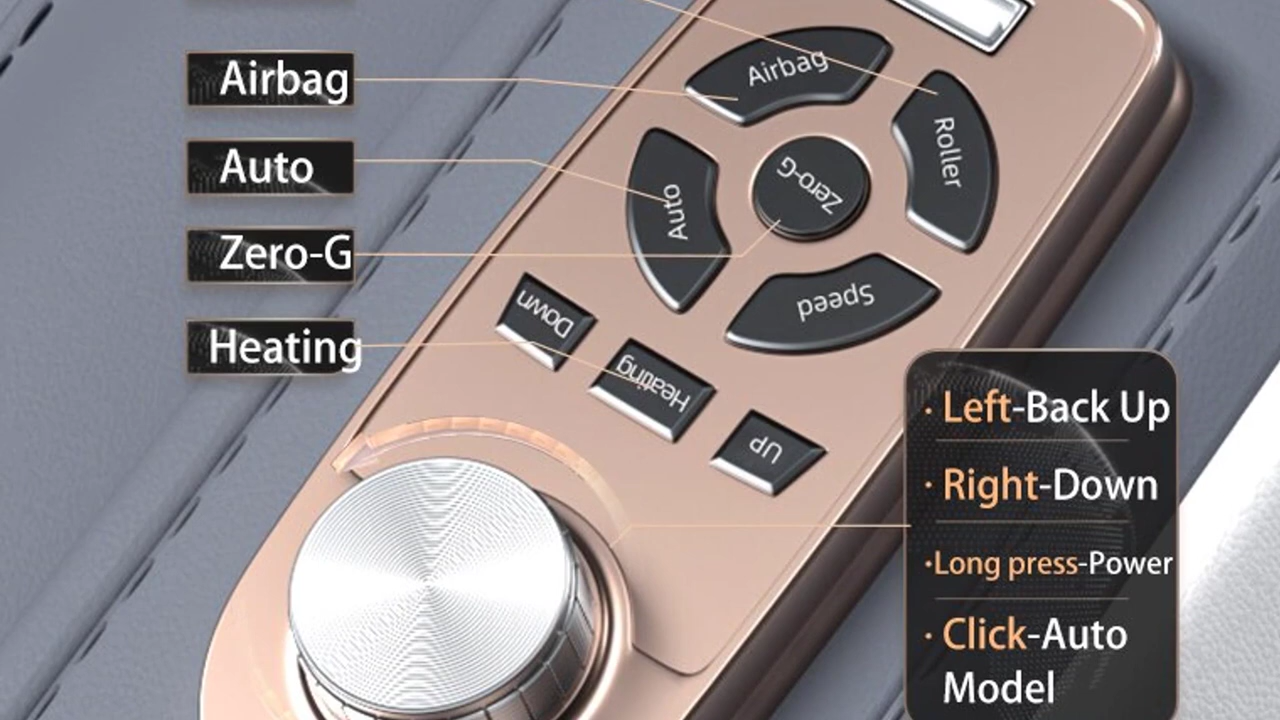 Airbag
Auto
Zero-G
Heating
Airbag
Roller
Auto
Zero-G
Speed
Down
Heating
UP
· Left-Back Up
· Right-Down
·Long press-Power
· Click-Auto
Model